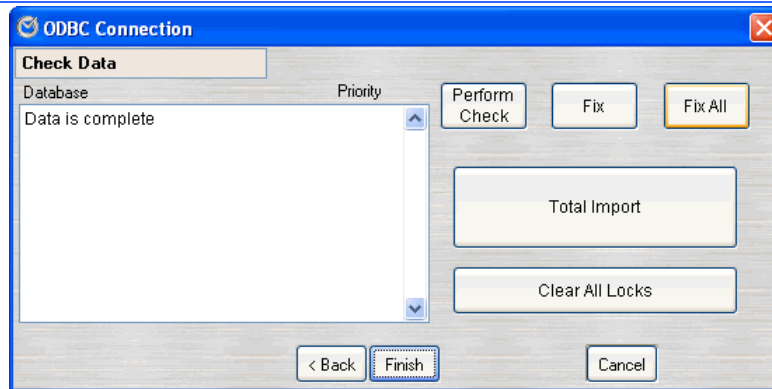 ODBC Connection
Check Data
Database Priority
Data is complete
Perform
Check
Fix
Fix All
Total Import
Clear All Locks
< Back
Finish
Cancel